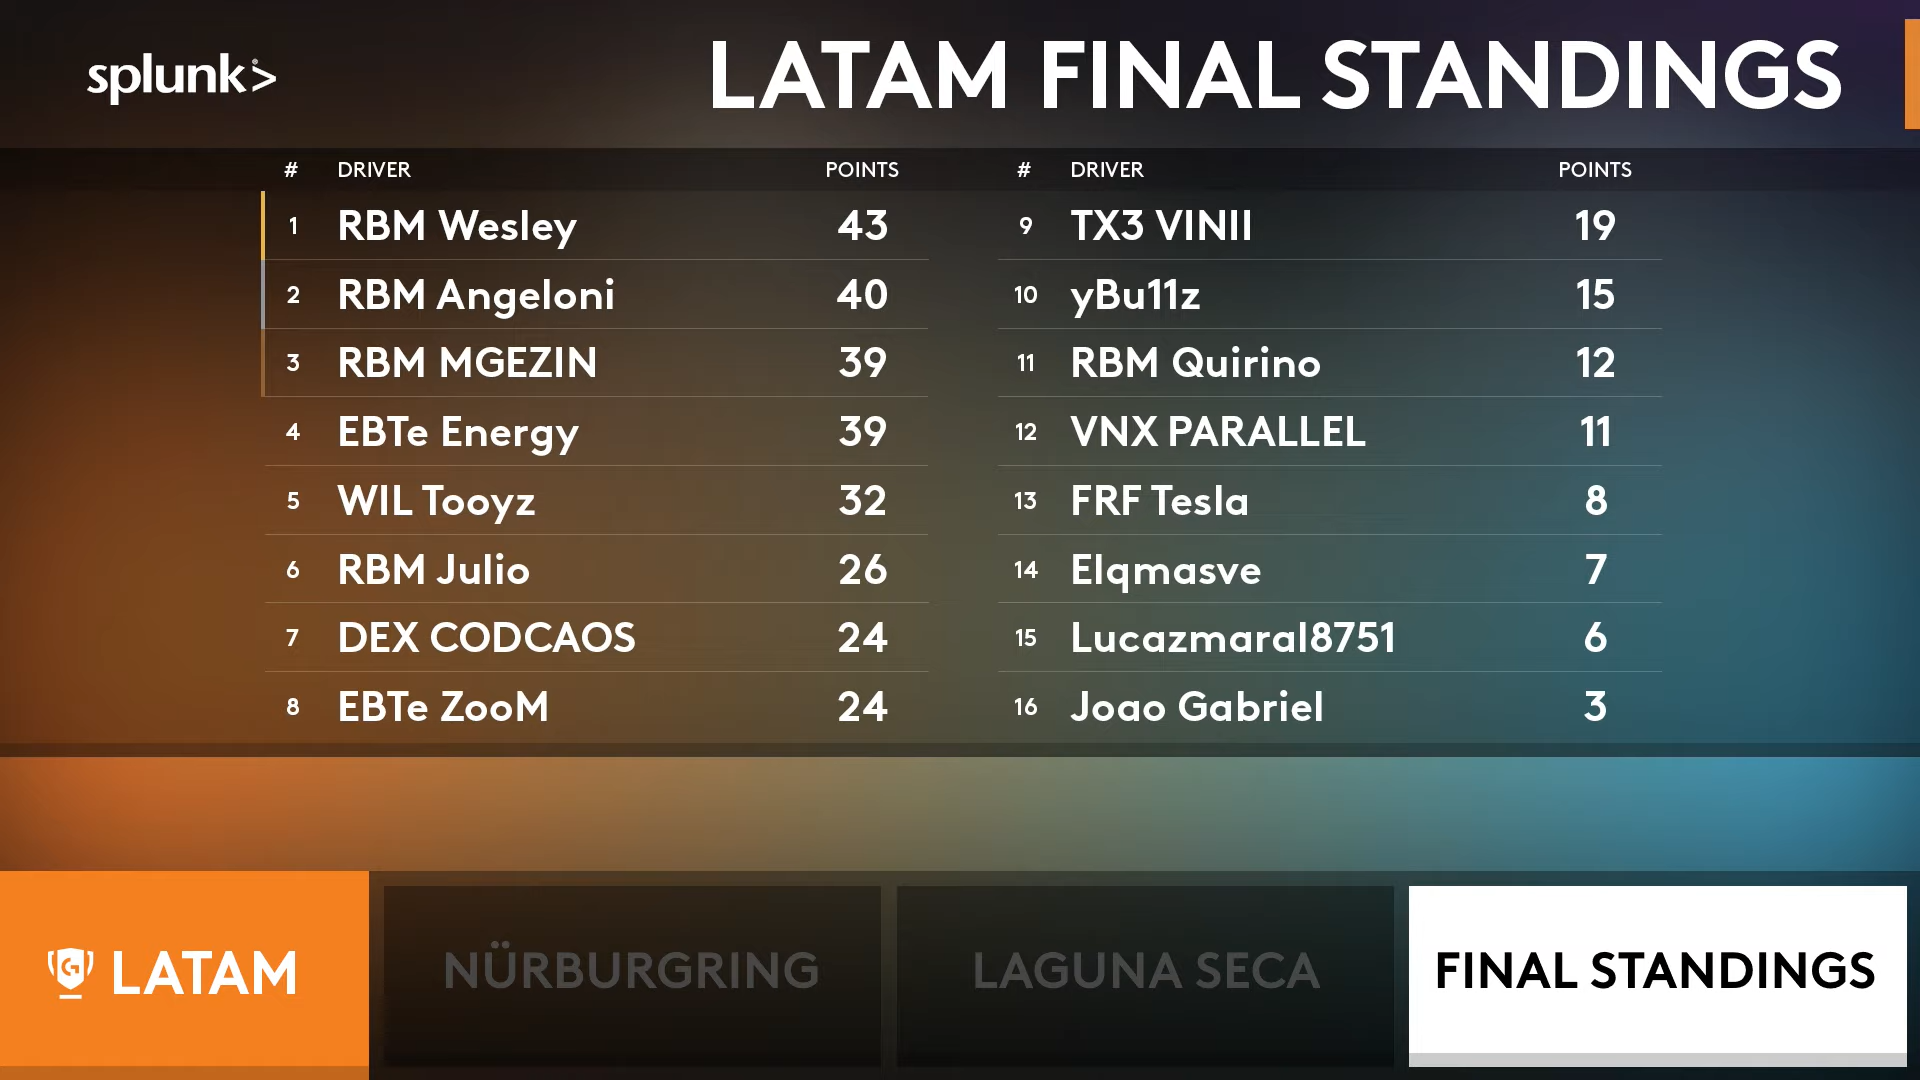 splunk>
LATAM FINAL STANDINGS
# DRIVER POINTS
1 RBM Wesley 43
2 RBM Angeloni 40
3 RBM MGEZIN 39
4 EBTe Energy 39
5 WIL Tooyz 32
6 RBM Julio 26
7 DEX CODCAOS 24
8 EBTe ZooM 24
# DRIVER POINTS
9 TX3 VINII 19
10 yBu11z 15
11 RBM Quirino 12
12 VNX PARALLEL 11
13 FRF Tesla 8
14 Elqmasve 7
15 Lucazmaral8751 6
16 Joao Gabriel 3
LATAM
NÜRBURGRING
LAGUNA SECA
FINAL STANDINGS